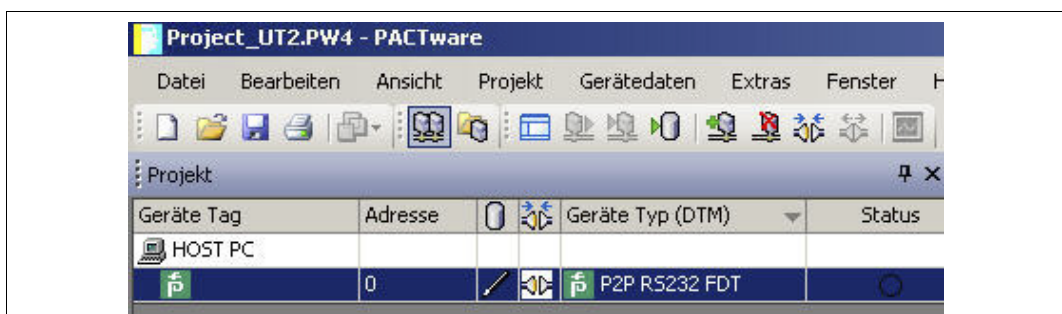 Project_UT2.PW4 - PACTware
Datei Bearbeiten Ansicht Projekt Gerätedaten Extras Fenster H
Projekt
Geräte Tag Adresse Geräte Typ (DTM) Status
HOST PC
0 P2P RS232 FDT